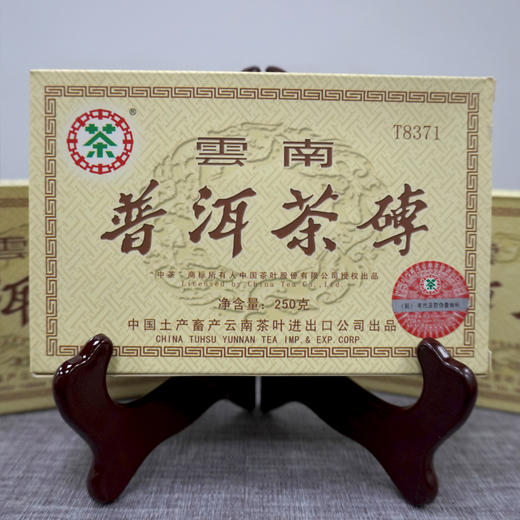 茶
T8371
雲南
普洱茶磚
"中茶"商标所有人中国茶叶股份有限公司授权出品
Licensed by China Tea Co.,Ltd.
净含量：250克
中国土产畜产云南茶叶进出口公司出品
CHINA TUHSU YUNNAN TEA IMP.& EXP.CORP.
茶
雲